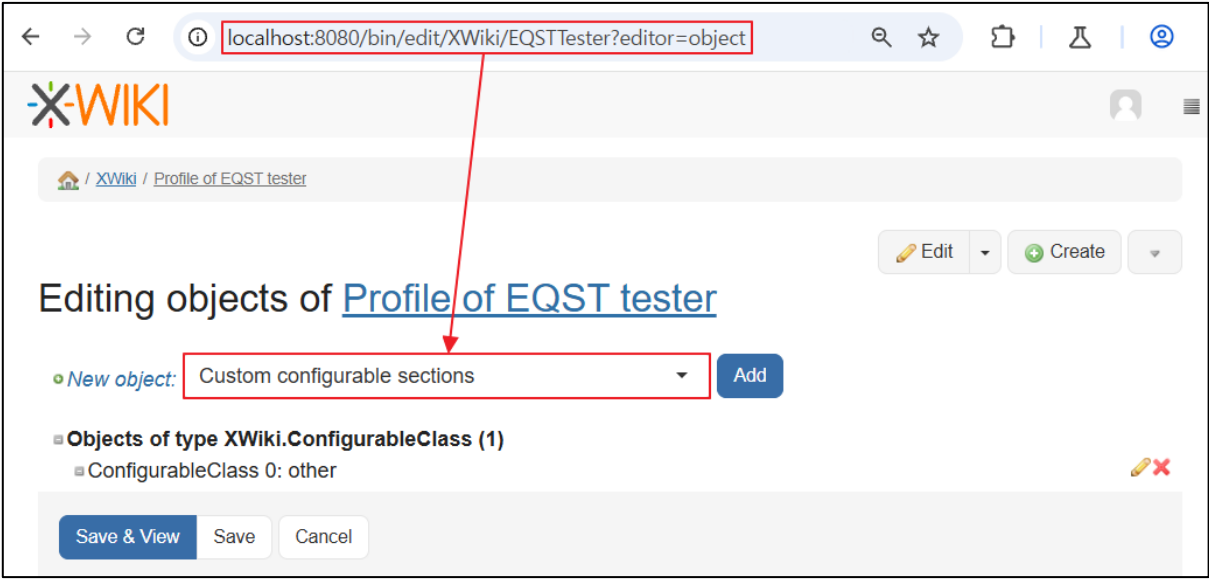 localhost:8080/bin/edit/XWiki/EQSTTester?editor=object
X-WIKI
/ XWiki / Profile of EQST tester
Edit Create
Editing objects of Profile of EQST tester
New object: Custom configurable sections Add
Objects of type XWiki.ConfigurableClass (1)
ConfigurableClass 0: other
Save & View Save Cancel